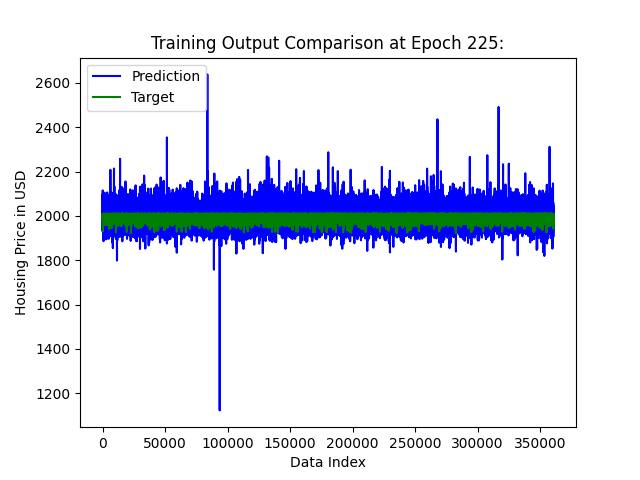 Training Output Comparison at Epoch 225:
Prediction
Target
Housing Price in USD
2600
2400
2200
2000
1800
1600
1400
1200
0 50000 100000 150000 200000 250000 300000 350000
Data Index